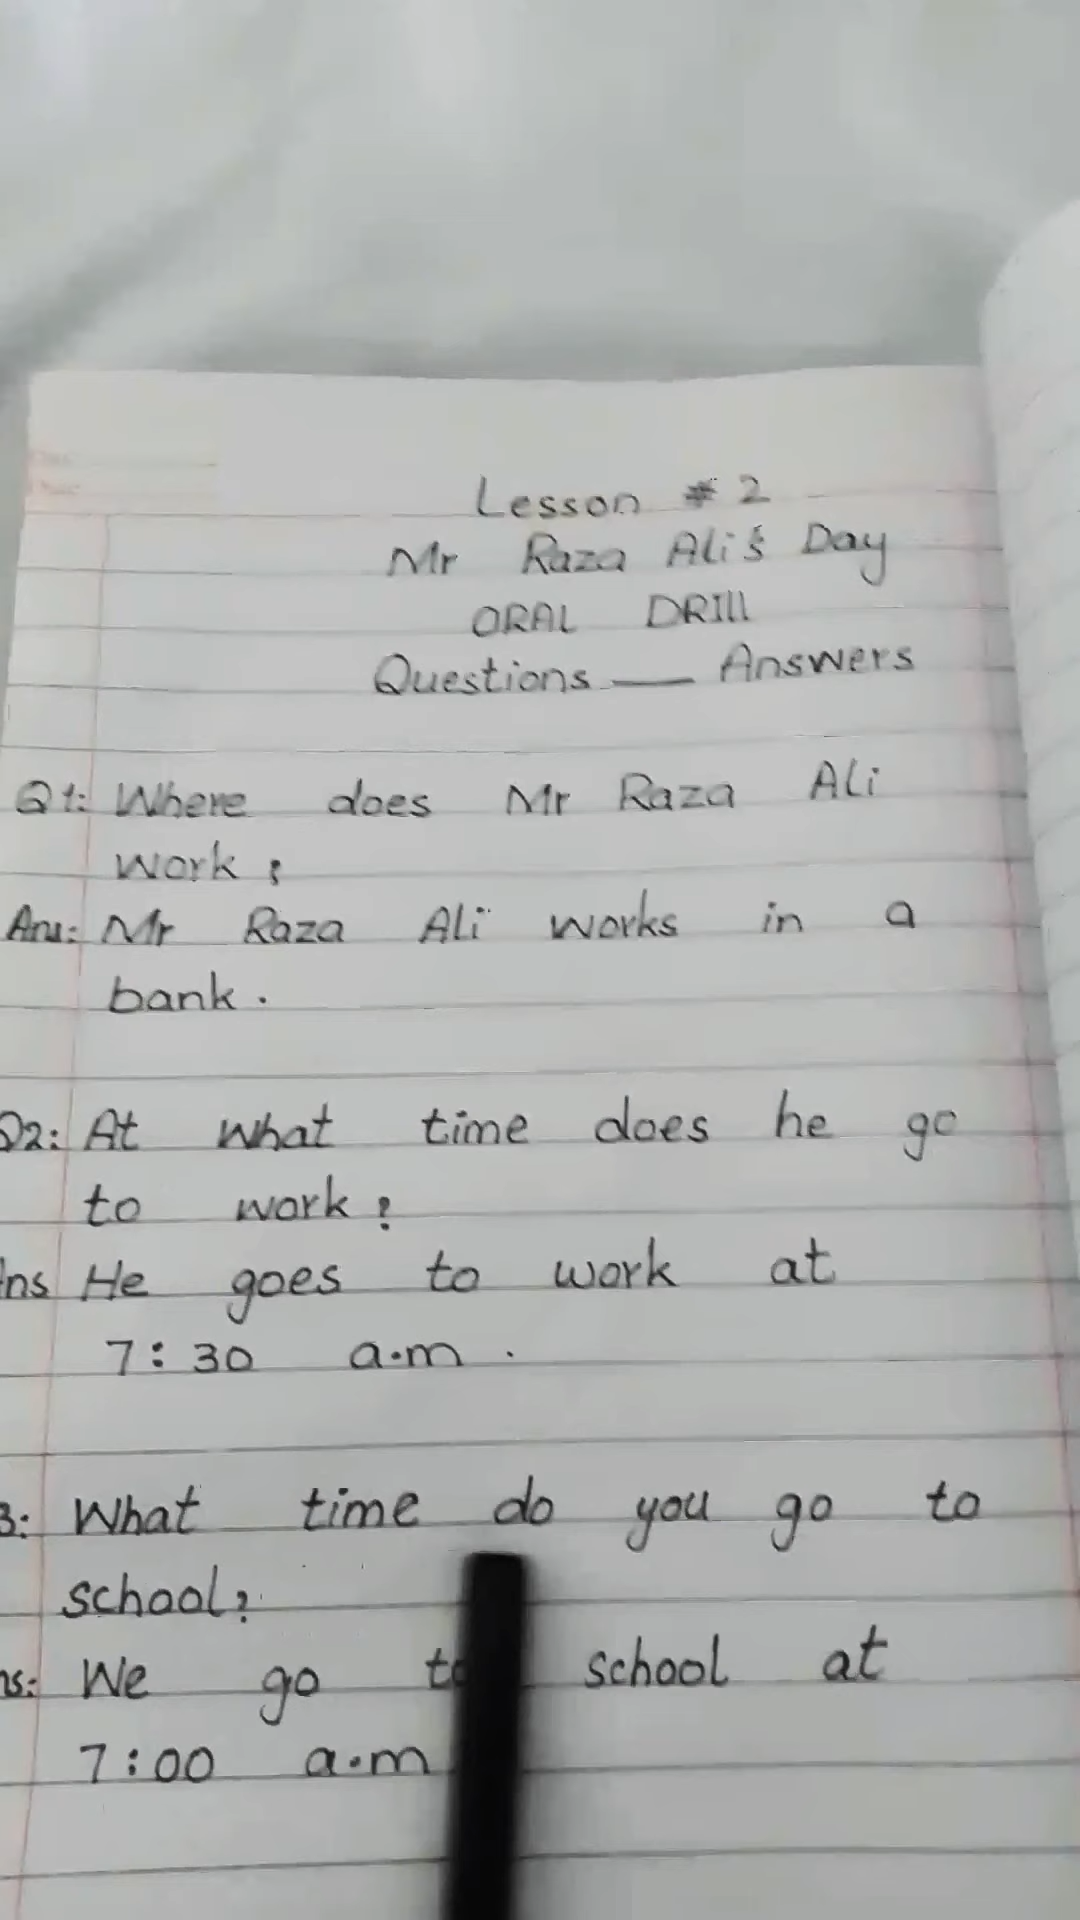 Lesson # 2
Mr Raza Ali's Day
ORAL DRILL
Questions — Answers
Q1: Where does Mr Raza Ali
work?
Ans: Mr Raza Ali works in a
bank.
Q2: At what time does he go
to work?
Ans He goes to work at
7:30 a.m.
3: What time do you go to
school?
ns: We go to school at
7:00 a.m